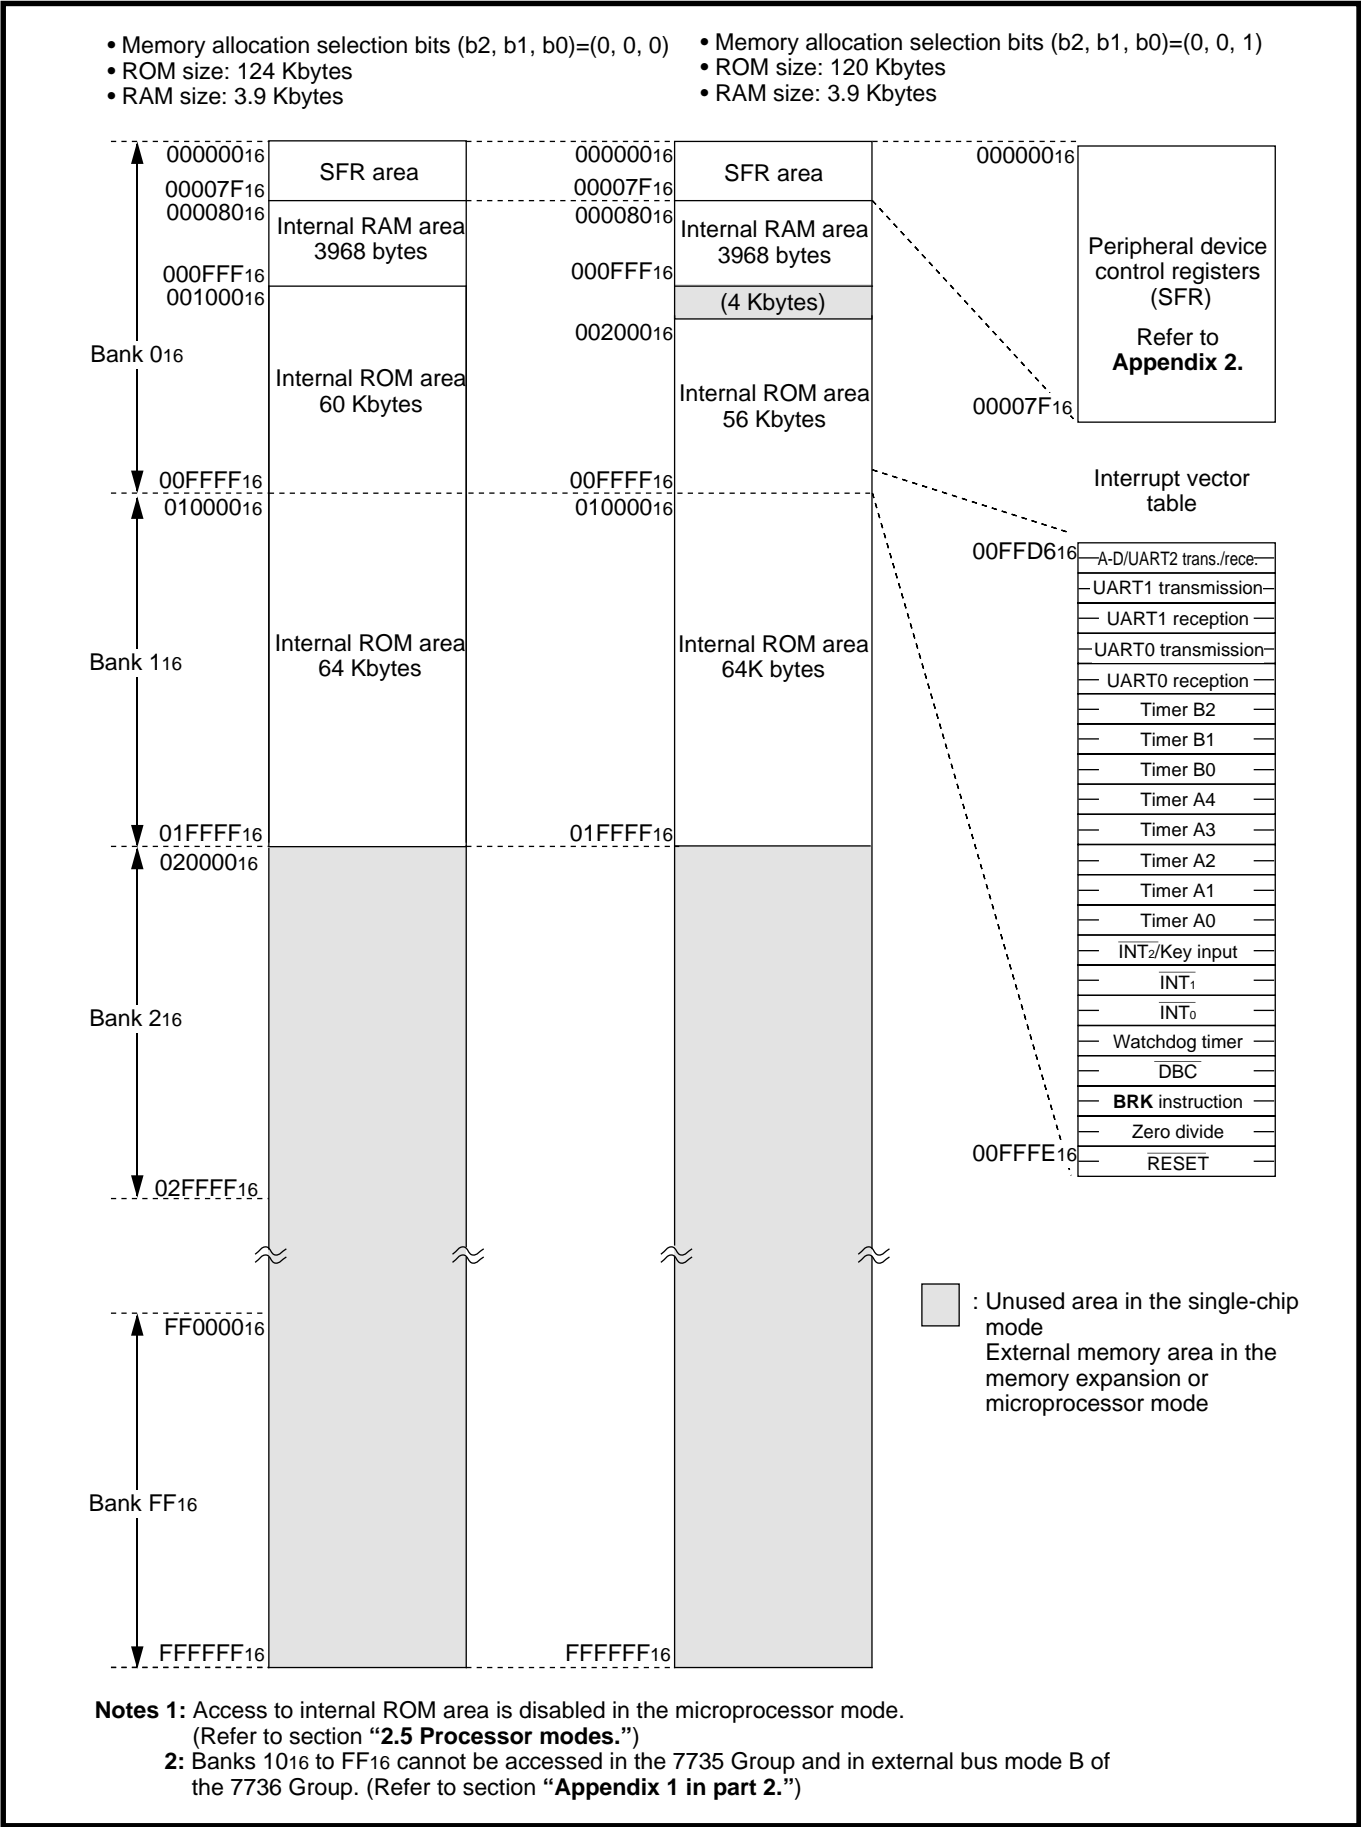 • Memory allocation selection bits (b2, b1, b0)=(0, 0, 0)
• ROM size: 124 Kbytes
• RAM size: 3.9 Kbytes
• Memory allocation selection bits (b2, b1, b0)=(0, 0, 1)
• ROM size: 120 Kbytes
• RAM size: 3.9 Kbytes
Bank 016
Bank 116
Bank 216
Bank FF16
00000016
00007F16
00008016
000FFF16
00100016
00FFFF16
01000016
01FFFF16
02000016
02FFFF16
FF000016
FFFFFF16
SFR area
Internal RAM area
3968 bytes
Internal ROM area
60 Kbytes
Internal ROM area
64 Kbytes
00000016
00007F16
00008016
000FFF16
00200016
00FFFF16
01000016
01FFFF16
FFFFFF16
SFR area
Internal RAM area
3968 bytes
(4 Kbytes)
Internal ROM area
56 Kbytes
Internal ROM area
64K bytes
00000016
00007F16
Peripheral device
control registers
(SFR)
Refer to
Appendix 2.
Interrupt vector
table
00FFD616
A-D/UART2 trans./rece.
UART1 transmission
UART1 reception
UART0 transmission
UART0 reception
Timer B2
Timer B1
Timer B0
Timer A4
Timer A3
Timer A2
Timer A1
Timer A0
INT2/Key input
INT1
INT0
Watchdog timer
DBC
BRK instruction
Zero divide
00FFFE16
RESET
: Unused area in the single-chip
mode
External memory area in the
memory expansion or
microprocessor mode
Notes 1: Access to internal ROM area is disabled in the microprocessor mode.
(Refer to section “2.5 Processor modes.”)
2: Banks 1016 to FF16 cannot be accessed in the 7735 Group and in external bus mode B of
the 7736 Group. (Refer to section “Appendix 1 in part 2.”)